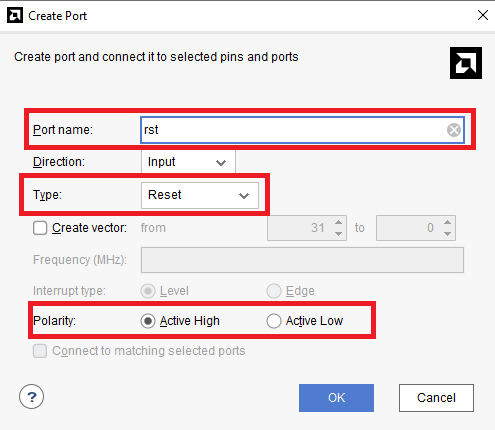 Create Port
Create port and connect it to selected pins and ports
Port name: rst
Direction: Input
Type: Reset
Create vector: from 31 to 0
Frequency (MHz):
Interrupt type: Level Edge
Polarity: Active High Active Low
Connect to matching selected ports
? OK Cancel